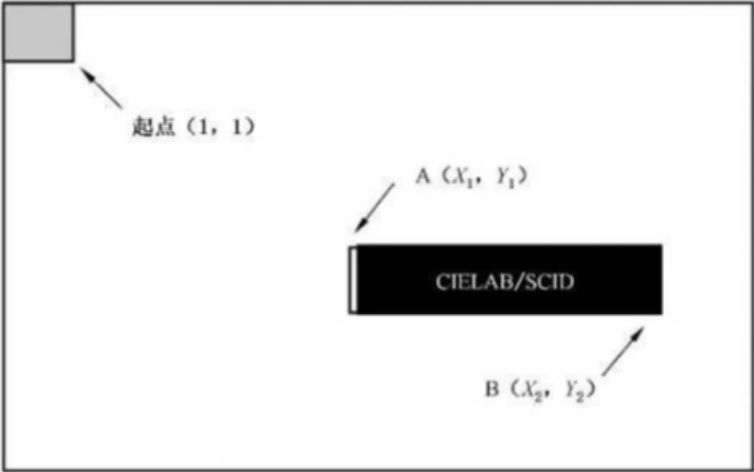 起点（1，1）
A（X₁，Y₁）
CIELAB/SCID
B（X₂，Y₂）